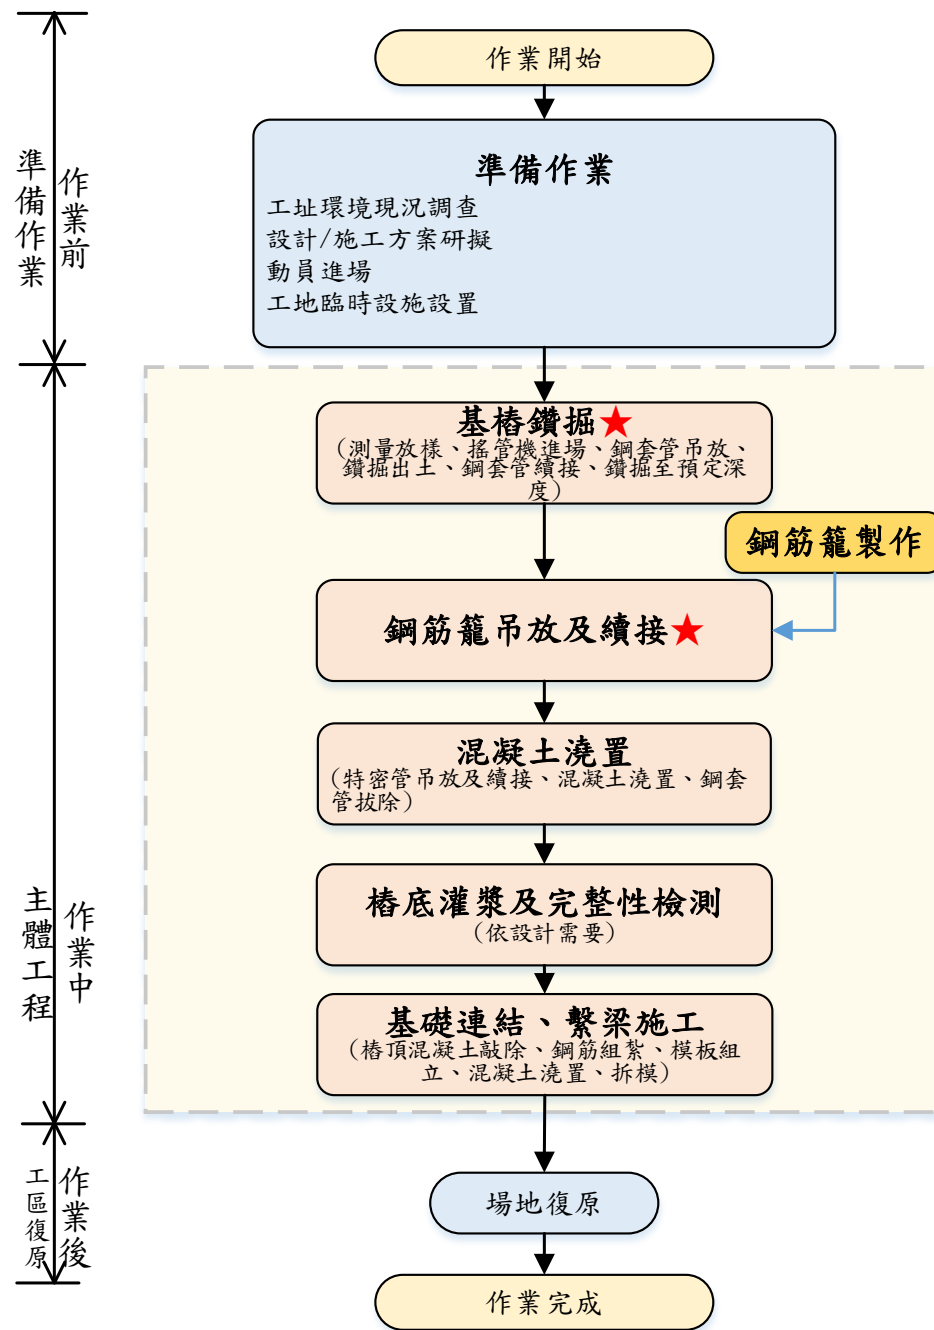 作業開始
準備作業
工址環境現況調查
設計/施工方案研擬
動員進場
工地臨時設施設置
準備作業
作業前
基樁鑽掘★
(測量放樣、搖管機進場、鋼套管吊放、
鑽掘出土、鋼套管續接、鑽掘至預定深
度)
鋼筋籠製作
鋼筋籠吊放及續接★
混凝土澆置
(特密管吊放及續接、混凝土澆置、鋼套
管拔除)
樁底灌漿及完整性檢測
(依設計需要)
主體工程
作業中
基礎連結、繫梁施工
(樁頂混凝土敲除、鋼筋組紮、模板組
立、混凝土澆置、拆模)
工區復原
作業後
場地復原
作業完成